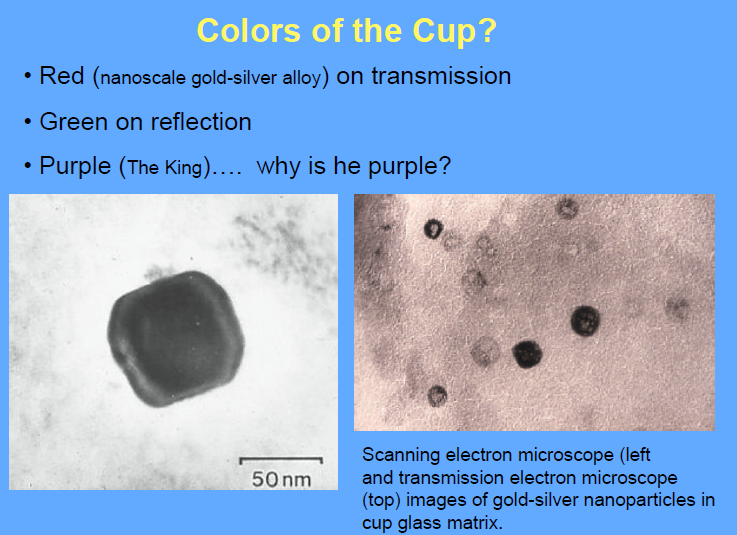 Colors of the Cup?
• Red (nanoscale gold-silver alloy) on transmission
• Green on reflection
• Purple (The King)…. why is he purple?
50 nm
Scanning electron microscope (left
and transmission electron microscope
(top) images of gold-silver nanoparticles in
cup glass matrix.